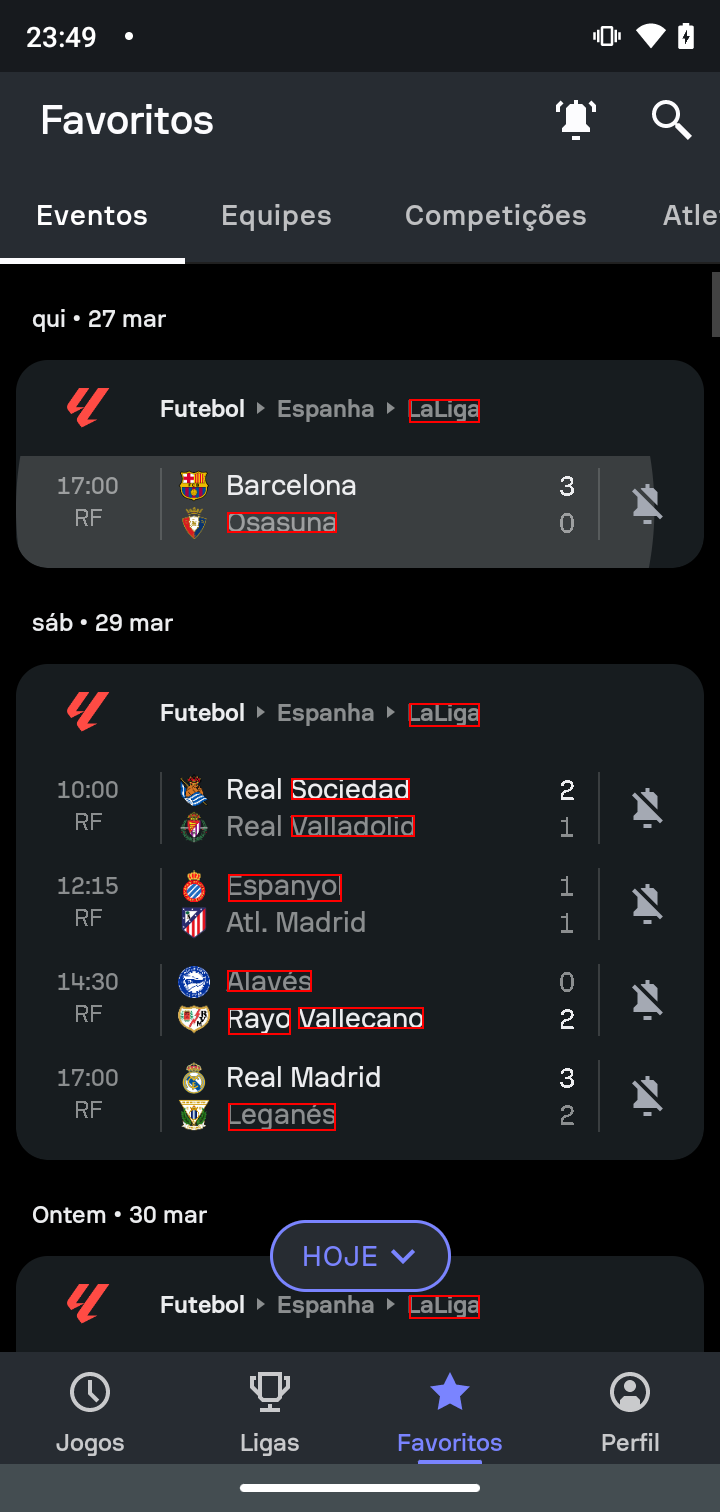 23:49
Favoritos
Eventos Equipes Competições Atle
qui • 27 mar
Futebol Espanha LaLiga
17:00 Barcelona 3
RF Osasuna 0
sáb • 29 mar
Futebol Espanha LaLiga
10:00 Real Sociedad 2
RF Real Valladolid 1
12:15 Espanyol 1
RF Atl. Madrid 1
14:30 Alavés 0
RF Rayo Vallecano 2
17:00 Real Madrid 3
RF Leganés 2
Ontem • 30 mar
HOJE
Futebol Espanha LaLiga
Jogos Ligas Favoritos Perfil